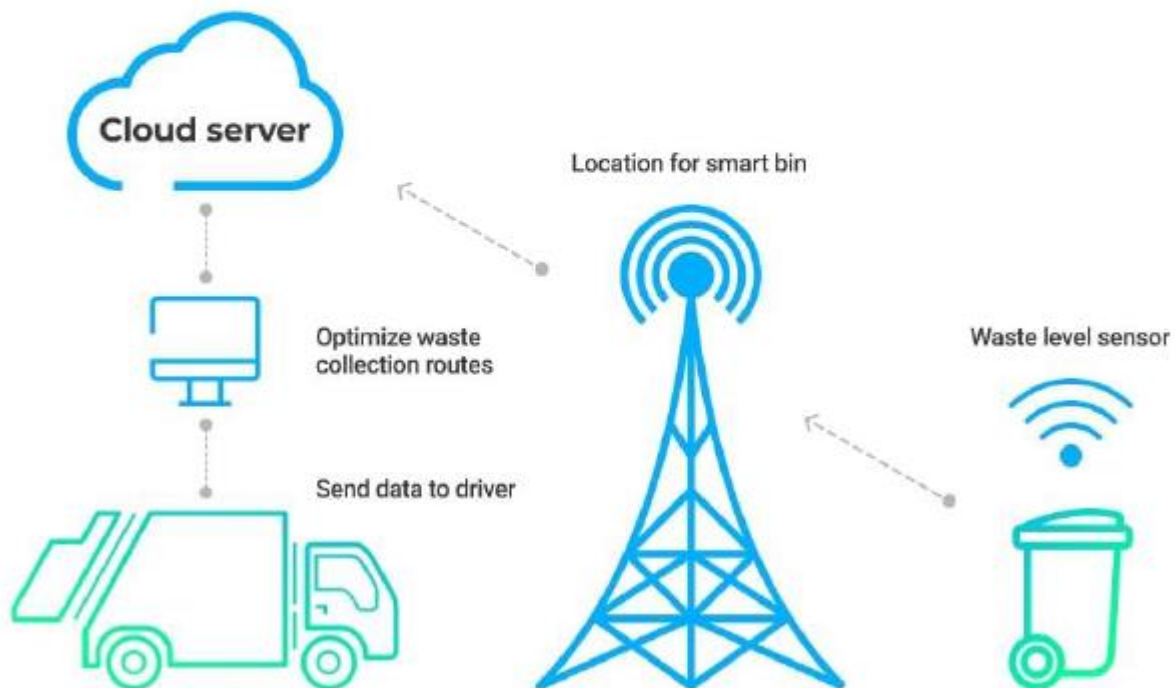 Cloud server
Location for smart bin
Optimize waste
collection routes
Waste level sensor
Send data to driver